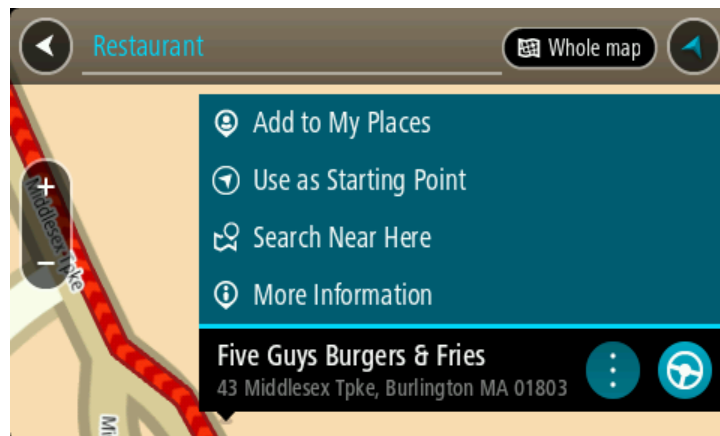 Restaurant
Whole map
Add to My Places
Use as Starting Point
Search Near Here
More Information
Five Guys Burgers & Fries
43 Middlesex Tpke, Burlington MA 01803
+
Middlesex Tpke
−
Mi